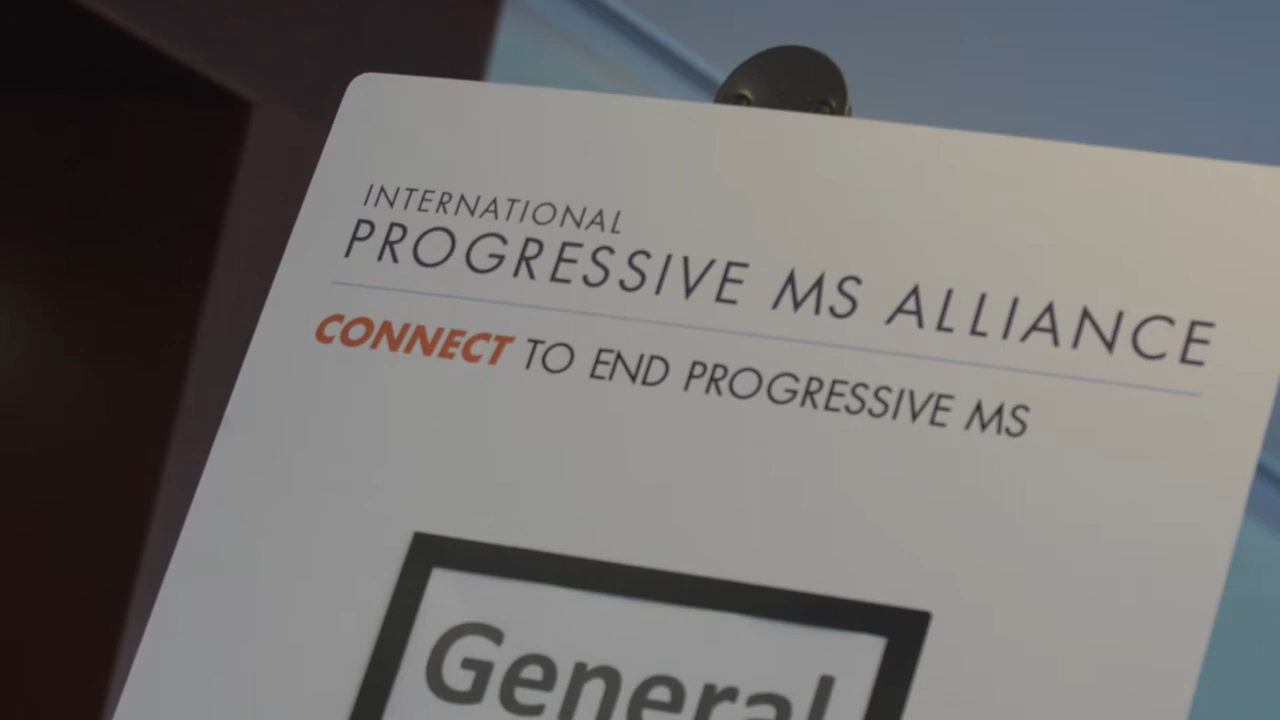 INTERNATIONAL
PROGRESSIVE MS ALLIANCE
CONNECT TO END PROGRESSIVE MS
General